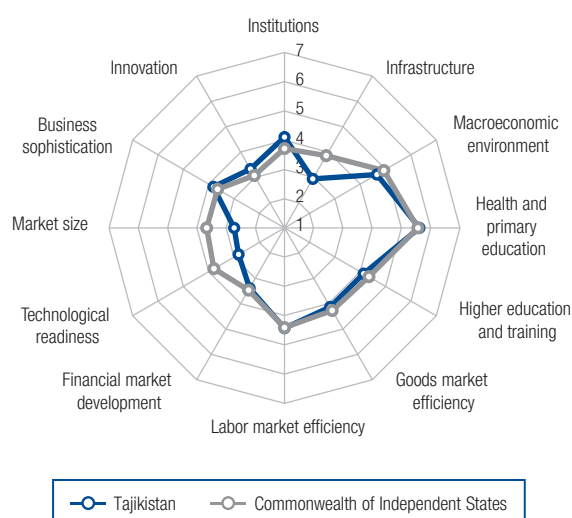 Institutions
7
6
5
4
3
2
1
Infrastructure
Macroeconomic
environment
Health and
primary
education
Higher education
and training
Goods market
efficiency
Labor market efficiency
Financial market
development
Technological
readiness
Market size
Business
sophistication
Innovation
Tajikistan
Commonwealth of Independent States